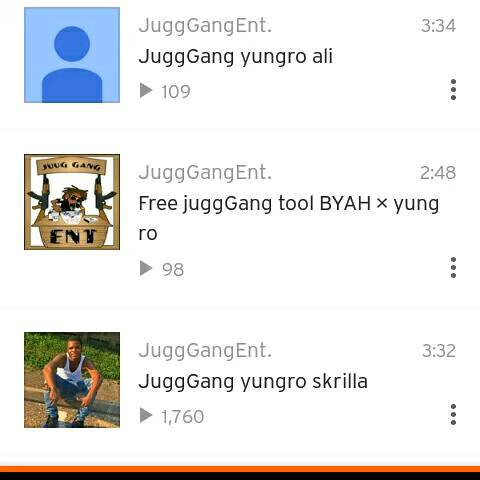 JuggGangEnt. 3:34
JuggGang yungro ali
109
JUUG GANG
ENT
JuggGangEnt. 2:48
Free juggGang tool BYAH × yung
ro
98
JuggGangEnt. 3:32
JuggGang yungro skrilla
1,760